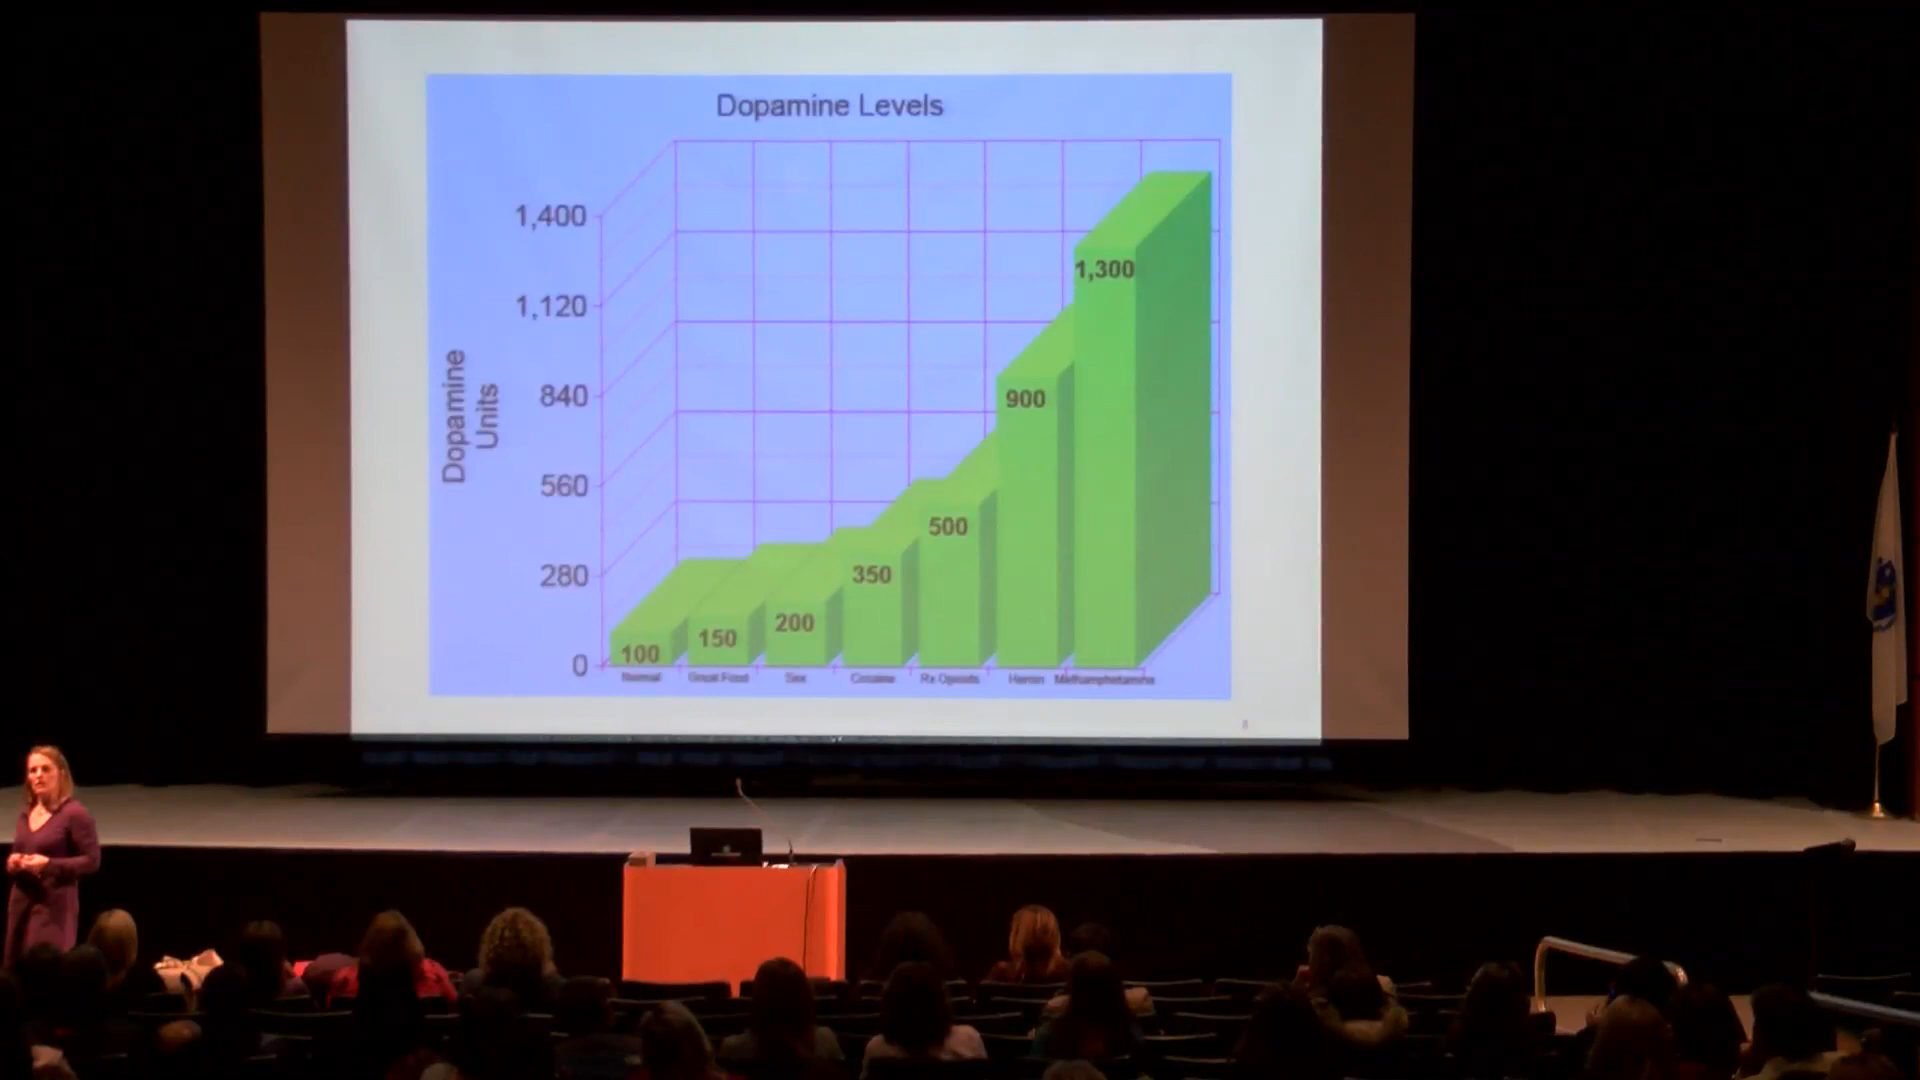 Dopamine Levels
Dopamine
Units
1,400
1,120
840
560
280
0
100
150
200
350
500
900
1,300
Normal
Great Food
Sex
Cocaine
Rx Opioids
Heroin
Methamphetamine
8